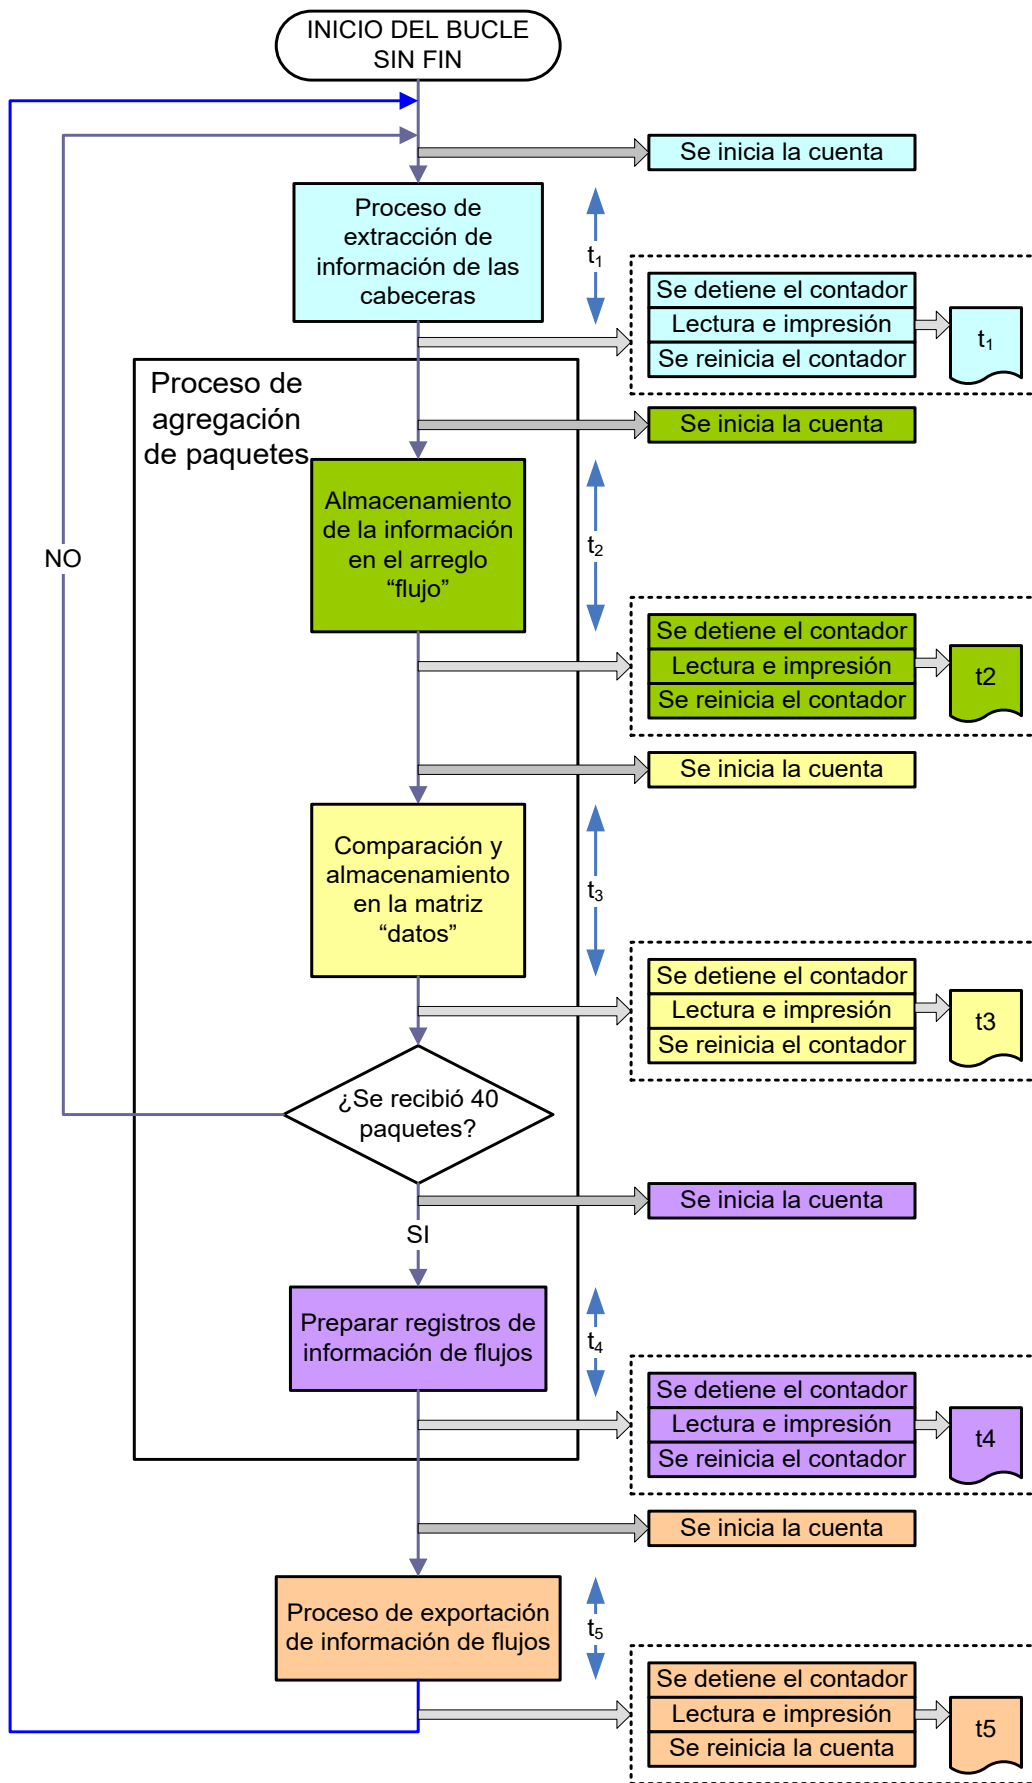 INICIO DEL BUCLE
SIN FIN
Se inicia la cuenta
Proceso de
extracción de
información de las
cabeceras
t₁
Se detiene el contador
Lectura e impresión
Se reinicia el contador
t₁
Proceso de
agregación
de paquetes
Se inicia la cuenta
Almacenamiento
de la información
en el arreglo
“flujo”
t₂
NO
Se detiene el contador
Lectura e impresión
Se reinicia el contador
t2
Se inicia la cuenta
Comparación y
almacenamiento
en la matriz
“datos”
t₃
Se detiene el contador
Lectura e impresión
Se reinicia el contador
t3
¿Se recibió 40
paquetes?
Se inicia la cuenta
SI
Preparar registros de
información de flujos
t₄
Se detiene el contador
Lectura e impresión
Se reinicia el contador
t4
Se inicia la cuenta
Proceso de exportación
de información de flujos
t₅
Se detiene el contador
Lectura e impresión
Se reinicia la cuenta
t5